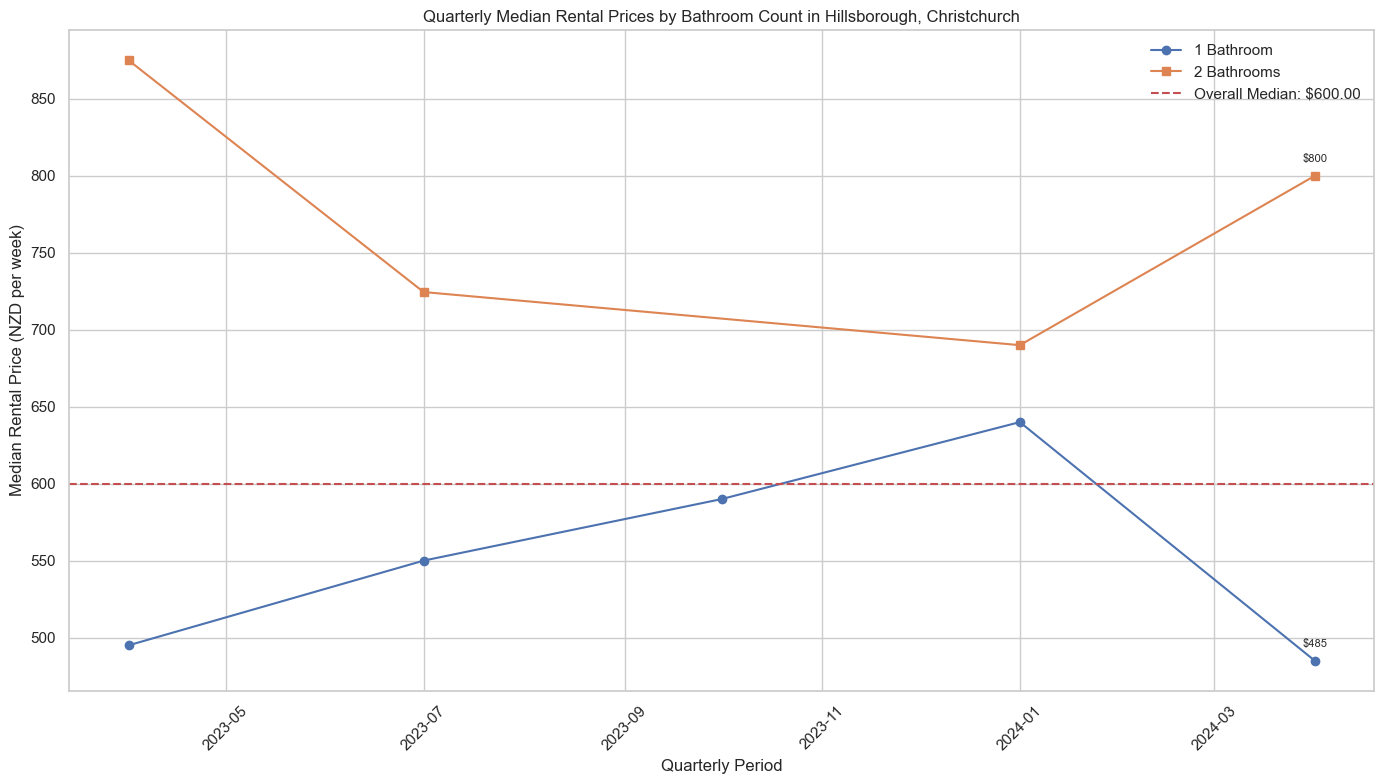 Quarterly Median Rental Prices by Bathroom Count in Hillsborough, Christchurch
1 Bathroom
2 Bathrooms
Overall Median: $600.00
Median Rental Price (NZD per week)
850
800
750
700
650
600
550
500
$800
$485
2023-05
2023-07
2023-09
2023-11
2024-01
2024-03
Quarterly Period